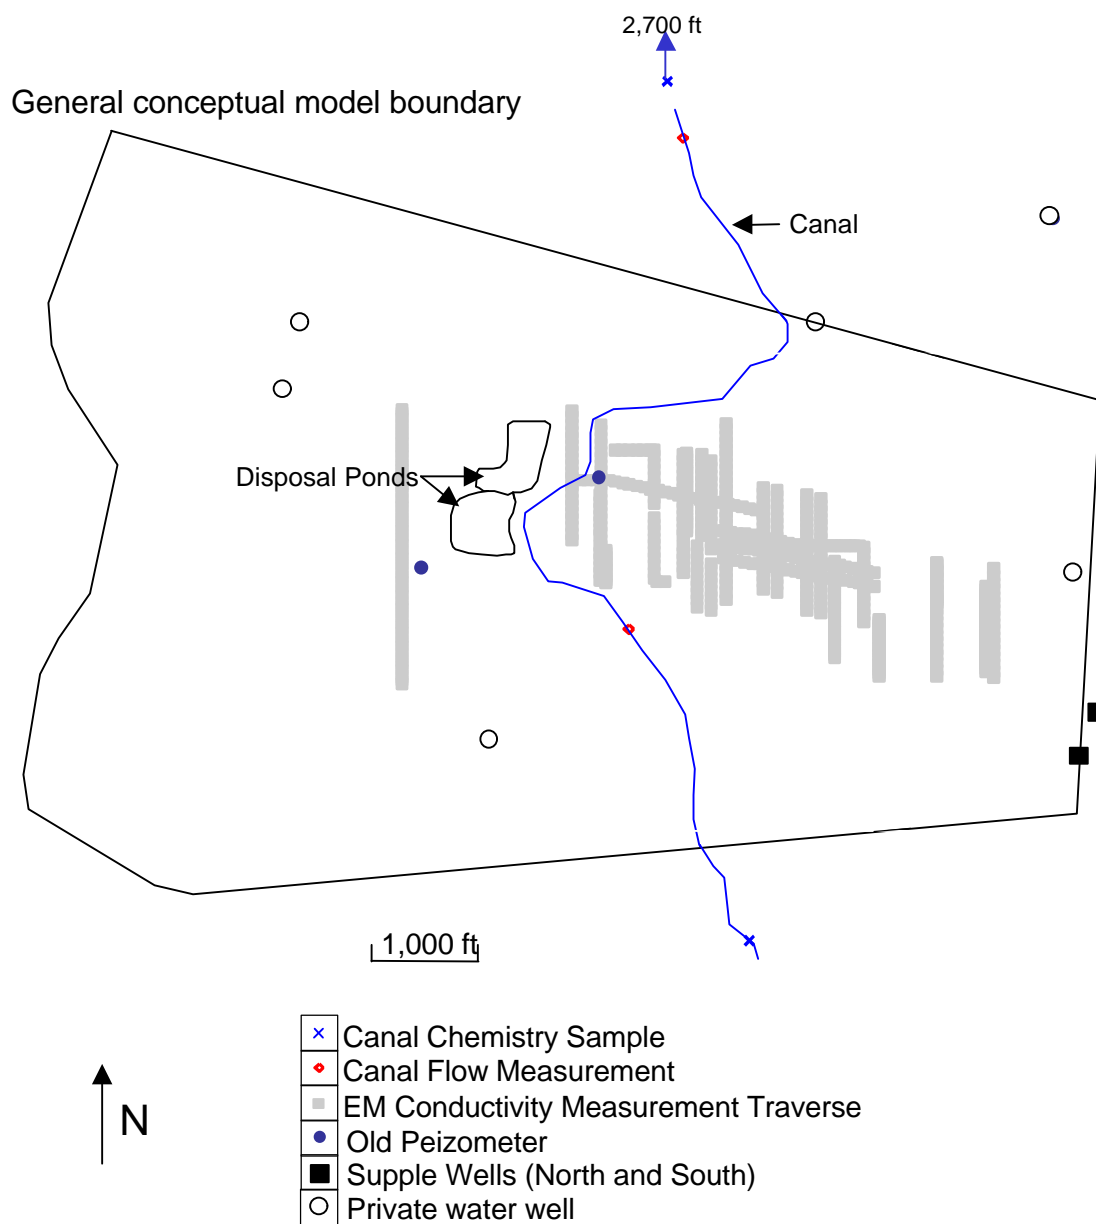 2,700 ft
General conceptual model boundary
Canal
Disposal Ponds
1,000 ft
Canal Chemistry Sample
Canal Flow Measurement
EM Conductivity Measurement Traverse
Old Peizometer
Supple Wells (North and South)
Private water well
N